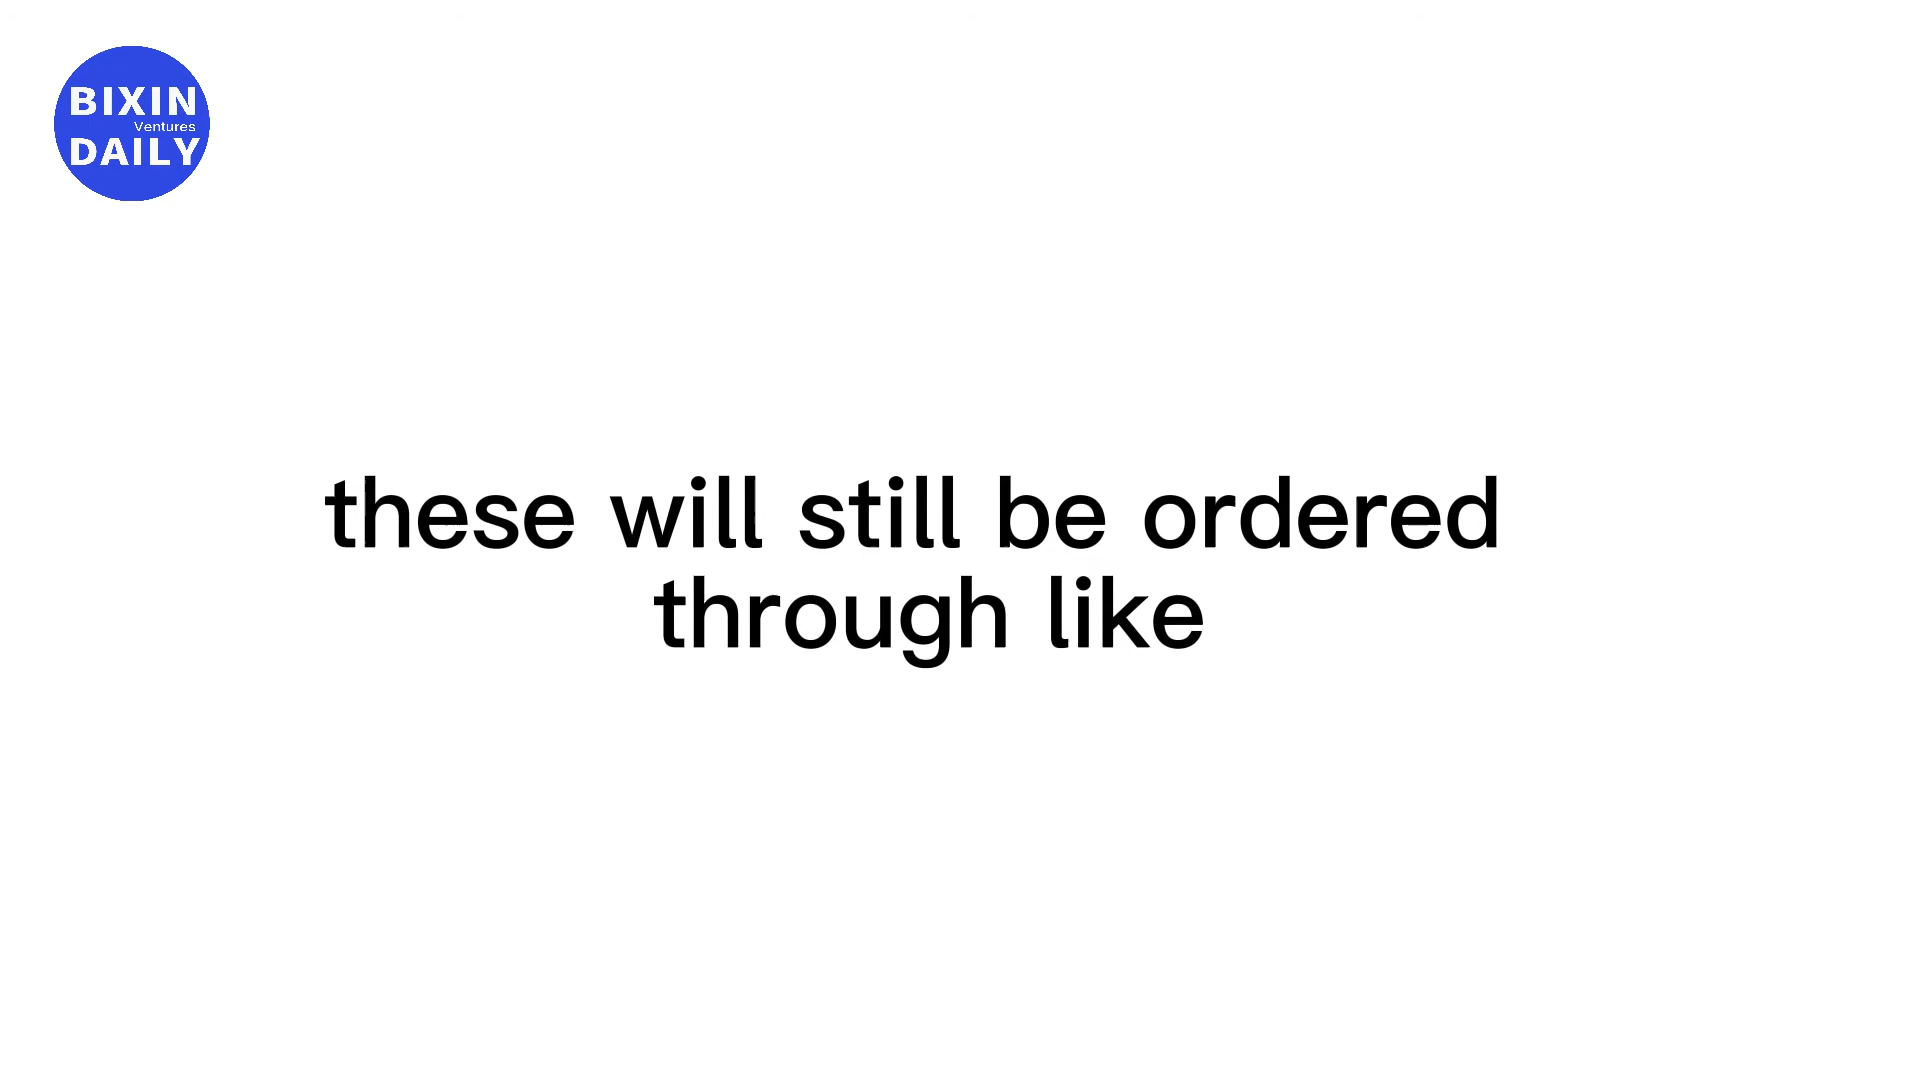 BIXIN
Ventures
DAILY
these will still be ordered
through like